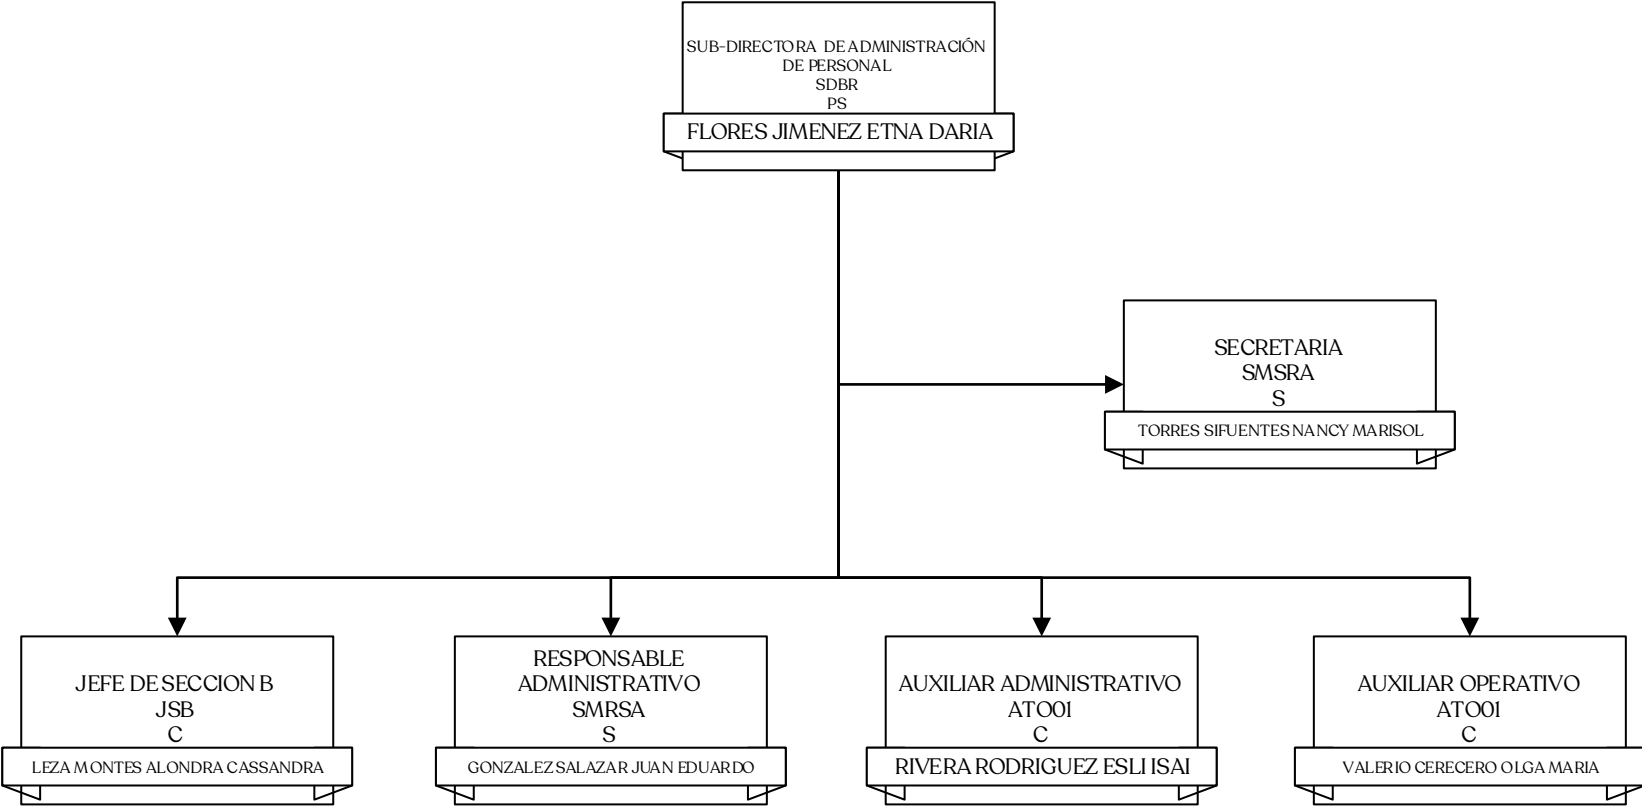 SUB-DIRECTORA DE ADMINISTRACIÓN
DE PERSONAL
SDBR
PS
FLORES JIMENEZ ETNA DARIA
SECRETARIA
SMSRA
S
TORRES SIFUENTES NANCY MARISOL
JEFE DE SECCION B
JSB
C
LEZA MONTES ALONDRA CASSANDRA
RESPONSABLE
ADMINISTRATIVO
SMRSA
S
GONZALEZ SALAZAR JUAN EDUARDO
AUXILIAR ADMINISTRATIVO
ATO01
C
RIVERA RODRIGUEZ ESLI ISAI
AUXILIAR OPERATIVO
ATO01
C
VALERIO CERECERO OLGA MARIA